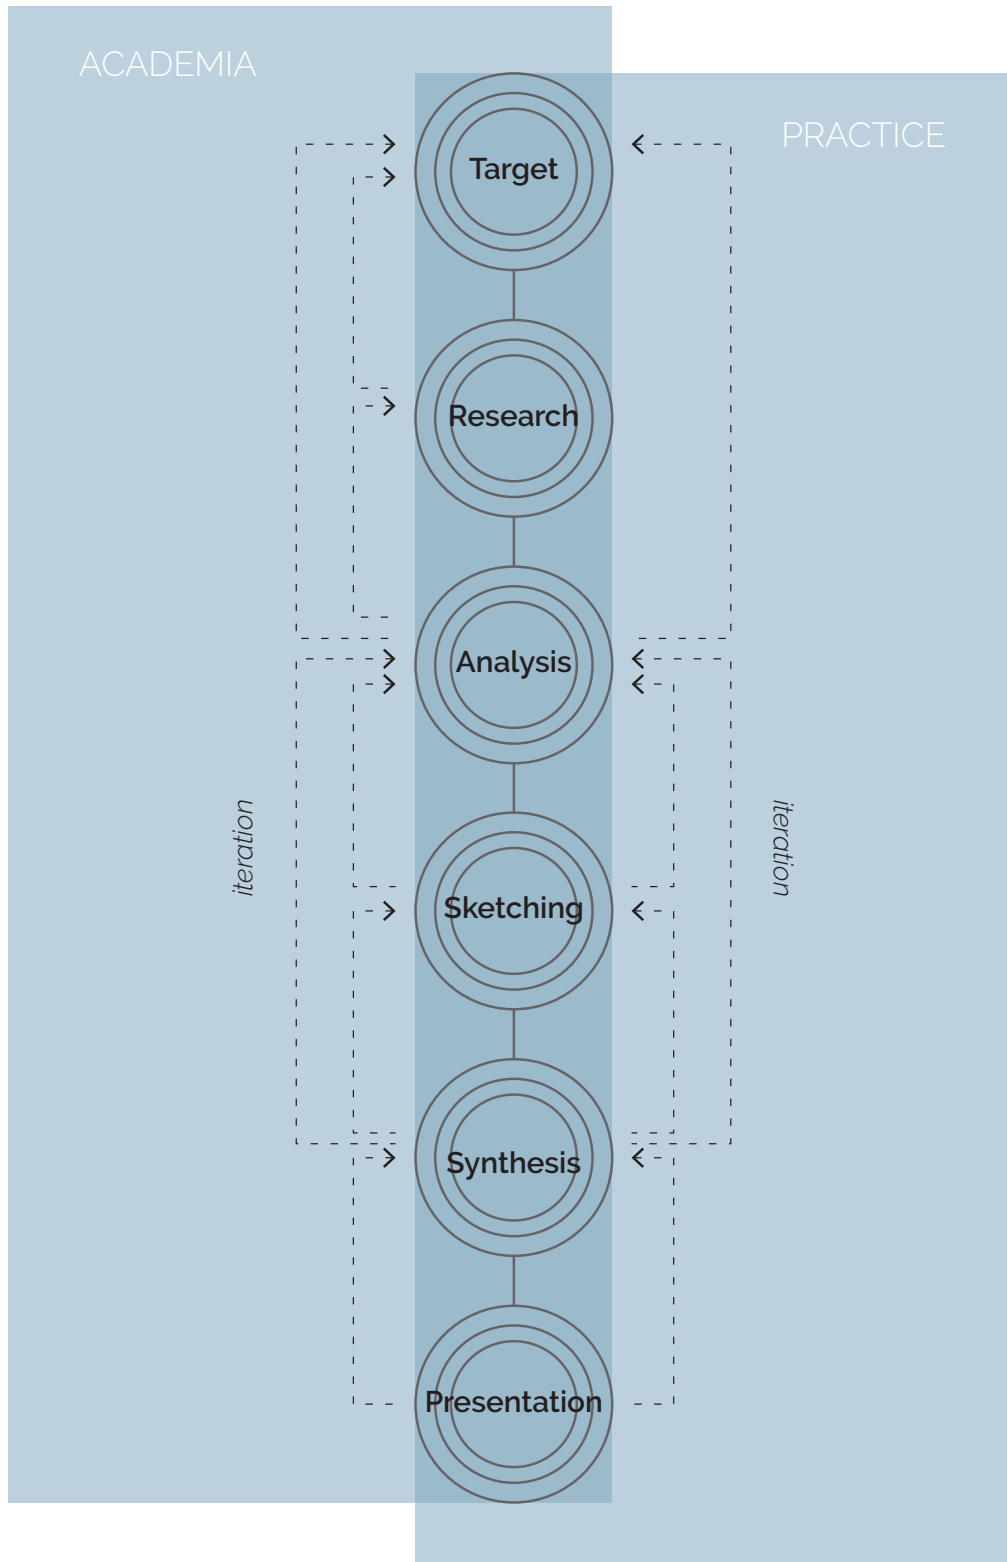 ACADEMIA
PRACTICE
Target
Research
Analysis
iteration
iteration
Sketching
Synthesis
Presentation